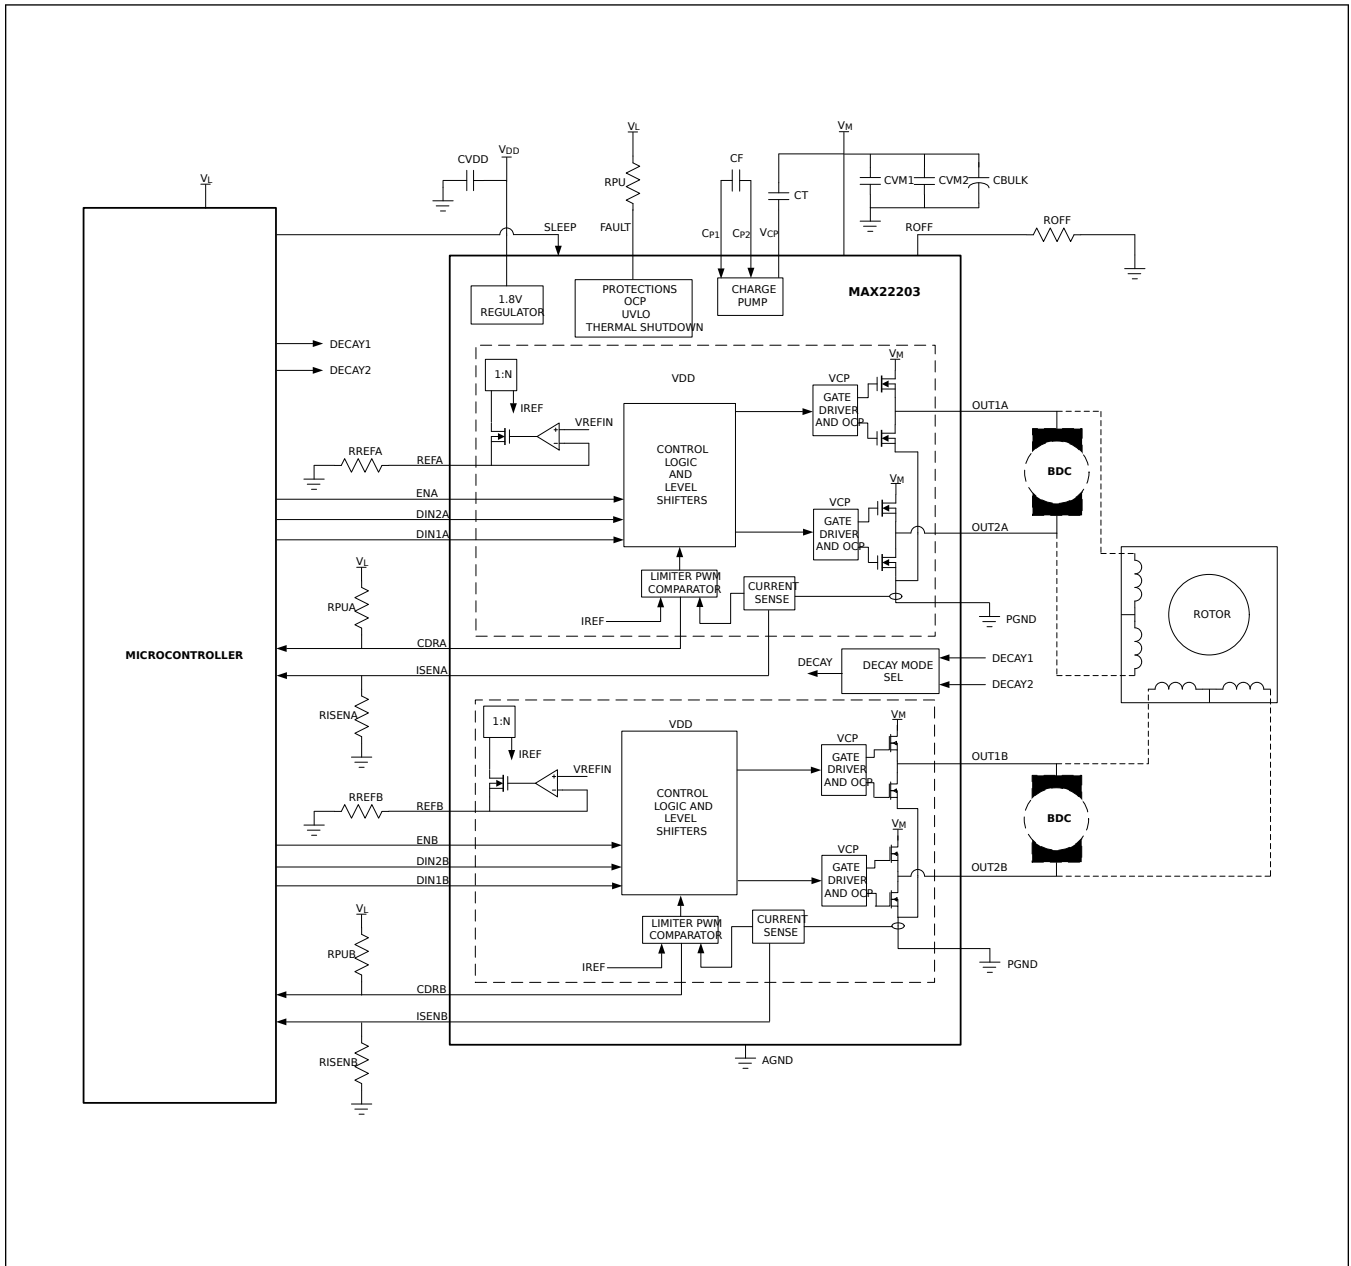 VL
VM
CVDD
VDD
CF
RPU
CT
CVM1
CVM2
CBULK
VL
SLEEP
FAULT
CP1
CP2
VCP
ROFF
ROFF
1.8V
REGULATOR
PROTECTIONS
OCP
UVLO
THERMAL SHUTDOWN
CHARGE
PUMP
MAX22203
DECAY1
DECAY2
1:N
IREF
VREFIN
VDD
VCP
VM
GATE
DRIVER
AND OCP
OUT1A
RREFA
REFA
CONTROL
LOGIC
AND
LEVEL
SHIFTERS
BDC
ENA
DIN2A
DIN1A
VCP
VM
GATE
DRIVER
AND OCP
OUT2A
VL
RPUA
LIMITER PWM
COMPARATOR
CURRENT
SENSE
IREF
PGND
ROTOR
CDRA
MICROCONTROLLER
ISENA
DECAY
DECAY MODE
SEL
DECAY1
DECAY2
RISENA
1:N
IREF
VREFIN
VDD
VCP
VM
GATE
DRIVER
AND OCP
OUT1B
RREFB
REFB
CONTROL
LOGIC AND
LEVEL
SHIFTERS
BDC
ENB
DIN2B
DIN1B
VCP
VM
GATE
DRIVER
AND OCP
OUT2B
VL
RPUB
LIMITER PWM
COMPARATOR
CURRENT
SENSE
IREF
PGND
CDRB
ISENB
RISENB
AGND